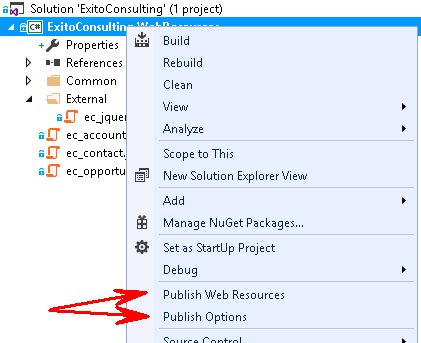 Solution 'ExitoConsulting' (1 project)
C# ExitoConsulting.WebResources
Properties
References
Common
External
ec_jquer
ec_account
ec_contact.
ec_opportu
Build
Rebuild
Clean
View
Analyze
Scope to This
New Solution Explorer View
Add
Manage NuGet Packages...
Set as StartUp Project
Debug
Publish Web Resources
Publish Options
Source Control